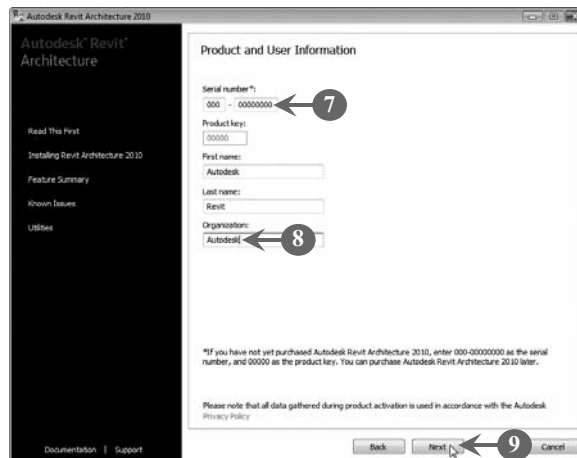 Autodesk Revit Architecture 2010
Autodesk® Revit®
Architecture
Read This First
Installing Revit Architecture 2010
Feature Summary
Known Issues
Utilities
Documentation | Support
Product and User Information
Serial number*:
000 - 00000000
7
Product key:
00000
First name:
Autodesk
Last name:
Revit
Organization:
Autodesk
8
*If you have not yet purchased Autodesk Revit Architecture 2010, enter 000-00000000 as the serial
number, and 00000 as the product key. You can purchase Autodesk Revit Architecture 2010 later.
Please note that all data gathered during product activation is used in accordance with the Autodesk
Privacy Policy
Back Next 9 Cancel